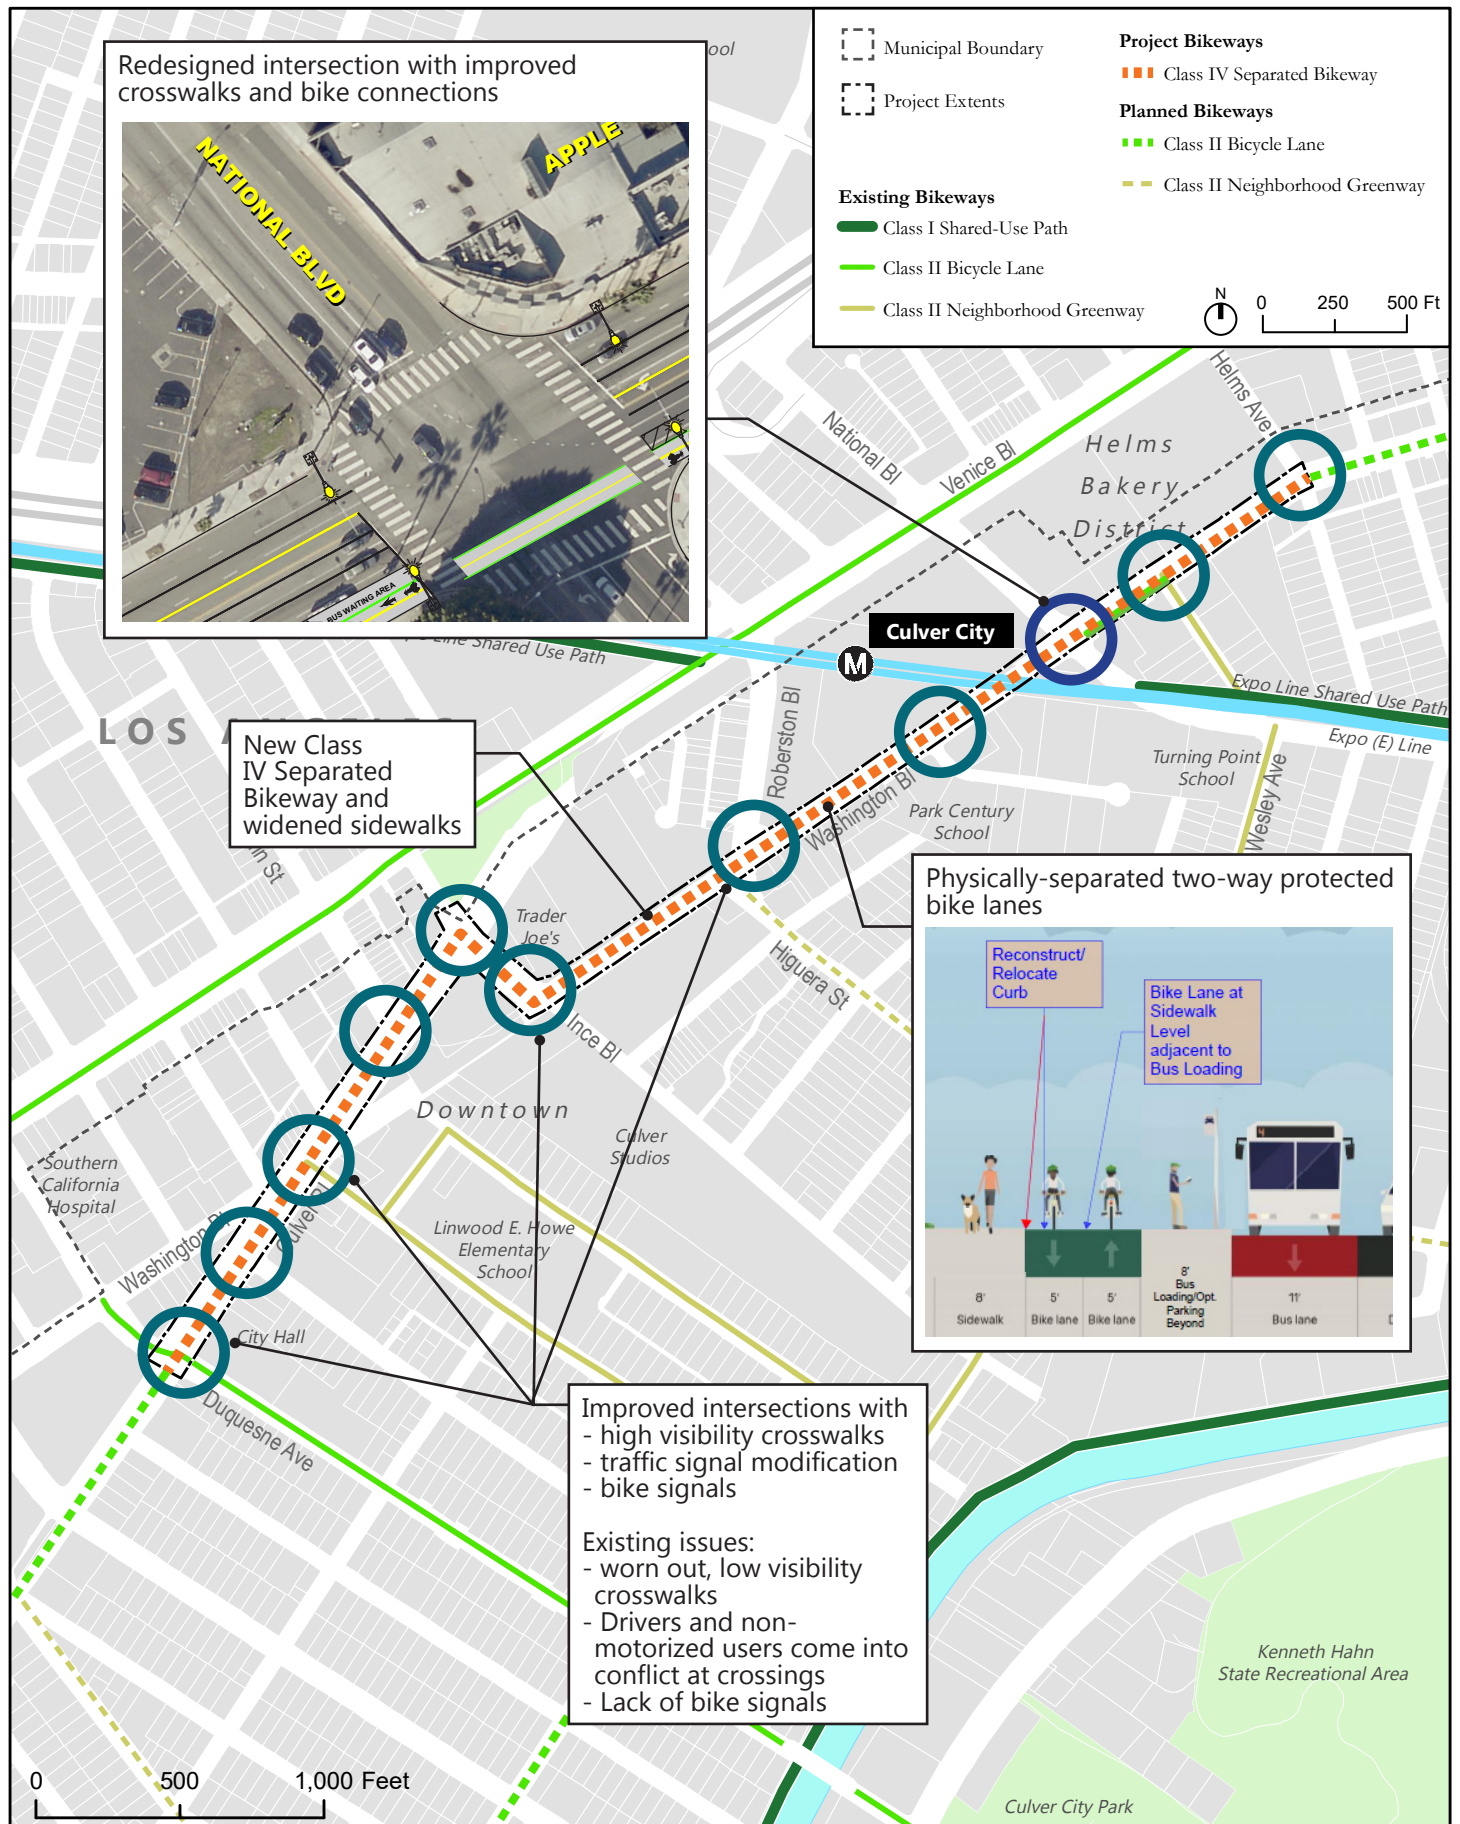 Redesigned intersection with improved
crosswalks and bike connections
NATIONAL BLVD
APPLE
BUS WAITING AREA
ool
Municipal Boundary
Project Extents
Existing Bikeways
Class I Shared-Use Path
Class II Bicycle Lane
Class II Neighborhood Greenway
Project Bikeways
Class IV Separated Bikeway
Planned Bikeways
Class II Bicycle Lane
Class II Neighborhood Greenway
N
0 250 500 Ft
Helms Ave
National Bl
Venice Bl
Helms
Bakery
District
Culver City
M
Line Shared Use Path
Expo Line Shared Use Path
Expo (E) Line
LOS
New Class
IV Separated
Bikeway and
widened sidewalks
Roberston Bl
Washington Bl
Turning Point
School
Wesley Ave
Park Century
School
in St
Trader
Joe's
Higuera St
Ince Bl
Physically-separated two-way protected
bike lanes
Reconstruct/
Relocate
Curb
Bike Lane at
Sidewalk
Level
adjacent to
Bus Loading
4
8'
Sidewalk
5'
Bike lane
5'
Bike lane
8'
Bus
Loading/Opt.
Parking
Beyond
11'
Bus lane
Downtown
Culver
Studios
Southern
California
Hospital
Linwood E. Howe
Elementary
School
Washington Bl
Culver
City Hall
Duquesne Ave
Improved intersections with
- high visibility crosswalks
- traffic signal modification
- bike signals
Existing issues:
- worn out, low visibility
crosswalks
- Drivers and non-
motorized users come into
conflict at crossings
- Lack of bike signals
Kenneth Hahn
State Recreational Area
Culver City Park
0 500 1,000 Feet